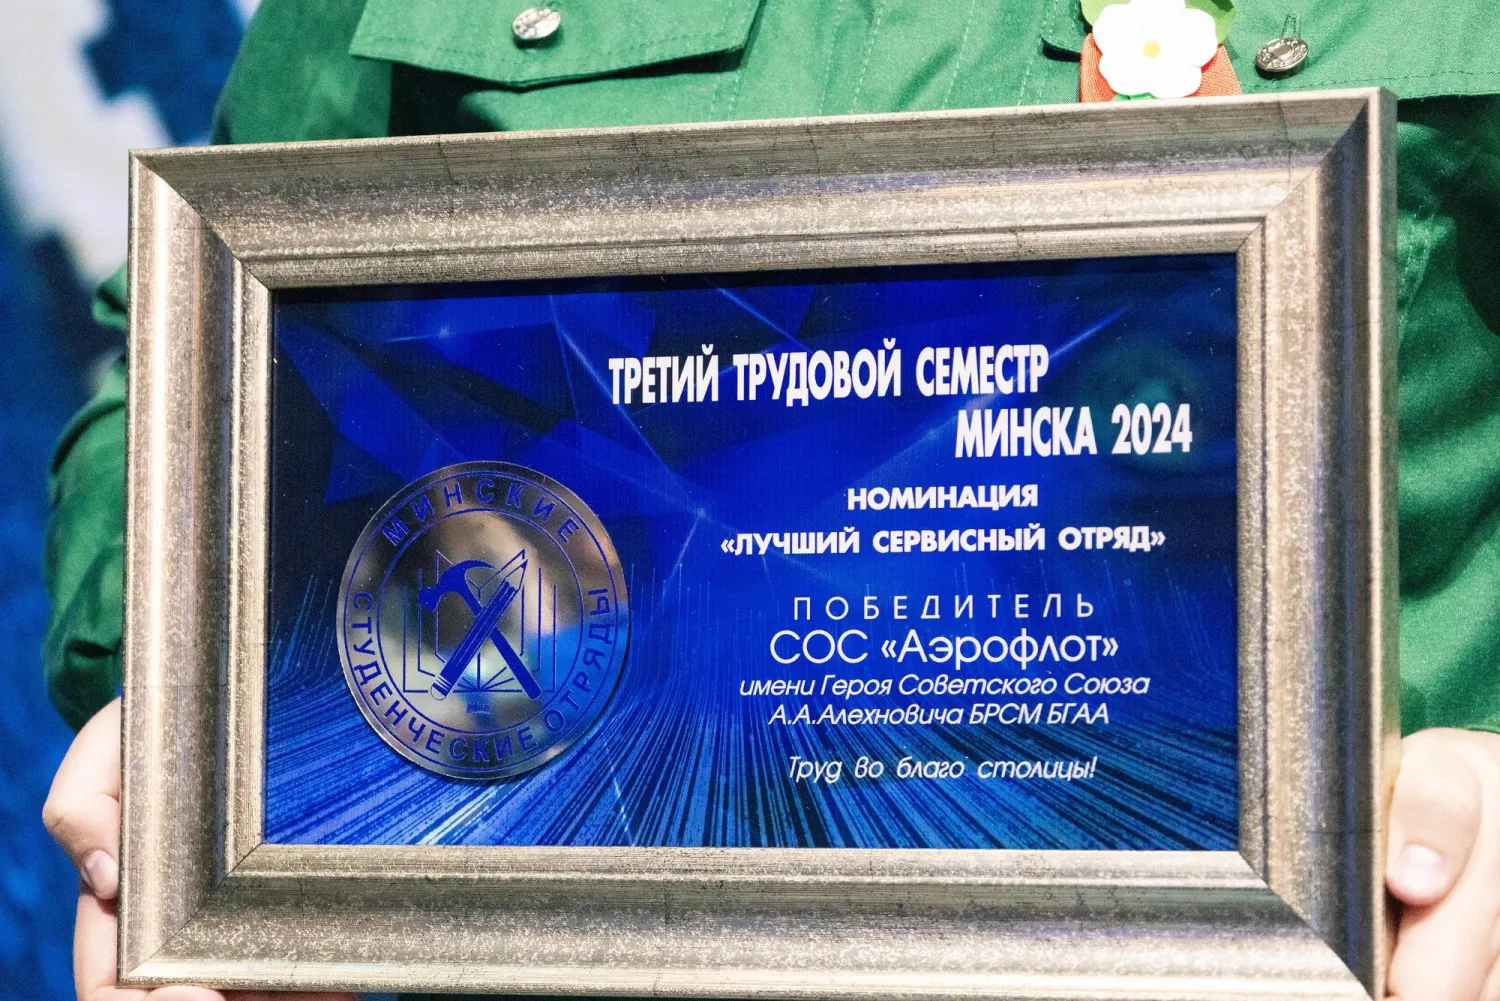 ТРЕТИЙ ТРУДОВОЙ СЕМЕСТР
МИНСКА 2024
НОМИНАЦИЯ
«ЛУЧШИЙ СЕРВИСНЫЙ ОТРЯД»
ПОБЕДИТЕЛЬ
СОС «Аэрофлот»
имени Героя Советского Союза
А.А.Алехновича БРСМ БГАА
Труд во благо столицы!
МИНСКИЕ
СТУДЕНЧЕСКИЕ ОТРЯДЫ